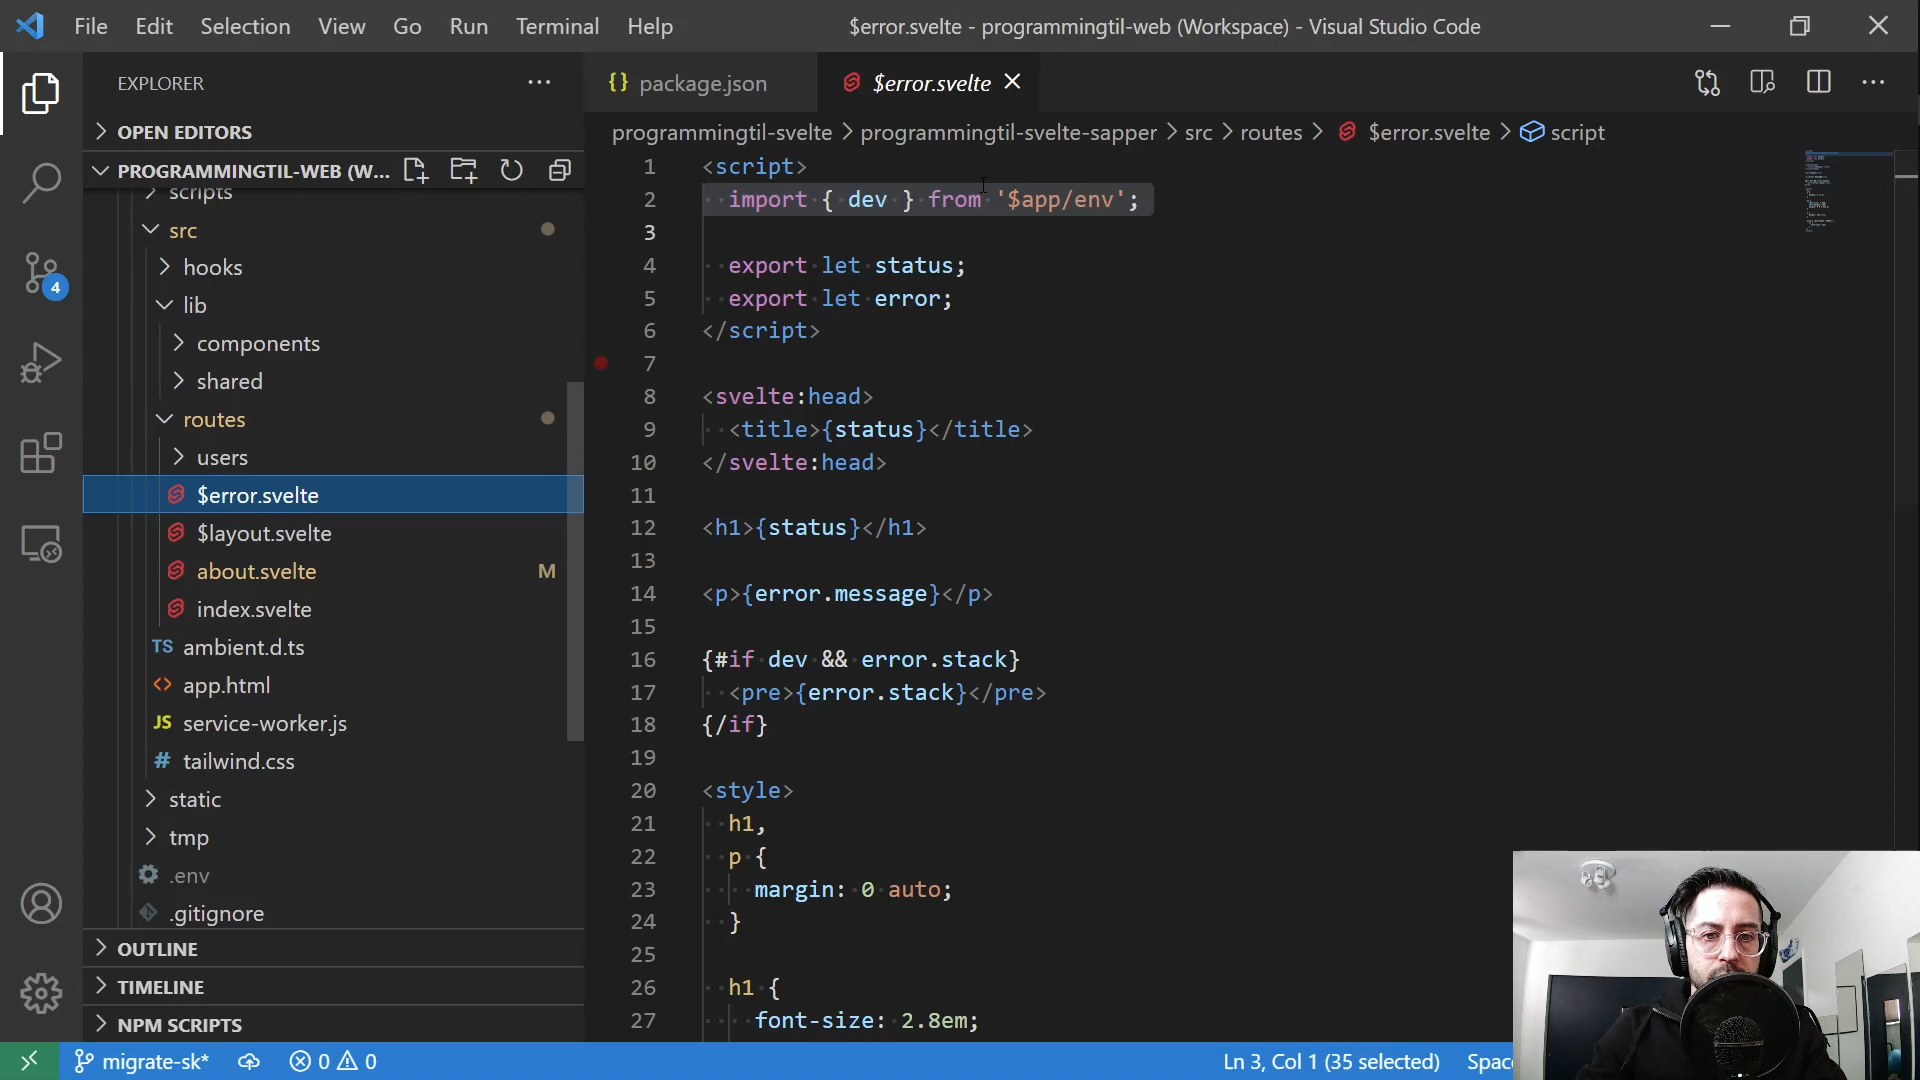 File Edit Selection View Go Run Terminal Help
$error.svelte - programmingtil-web (Workspace) - Visual Studio Code
EXPLORER
OPEN EDITORS
PROGRAMMINGTIL-WEB (W...
scripts
src
hooks
lib
components
shared
routes
users
$error.svelte
$layout.svelte
about.svelte M
index.svelte
TS ambient.d.ts
<> app.html
JS service-worker.js
# tailwind.css
static
tmp
.env
.gitignore
OUTLINE
TIMELINE
NPM SCRIPTS
4
{} package.json
$error.svelte
programmingtil-svelte > programmingtil-svelte-sapper > src > routes > $error.svelte > script
1 <script>
2 import { dev } from '$app/env';
3
4 export let status;
5 export let error;
6 </script>
7
8 <svelte:head>
9 <title>{status}</title>
10 </svelte:head>
11
12 <h1>{status}</h1>
13
14 <p>{error.message}</p>
15
16 {#if dev && error.stack}
17 <pre>{error.stack}</pre>
18 {/if}
19
20 <style>
21 h1,
22 p {
23 margin: 0 auto;
24 }
25
26 h1 {
27 font-size: 2.8em;
migrate-sk* 0 0
Ln 3, Col 1 (35 selected)